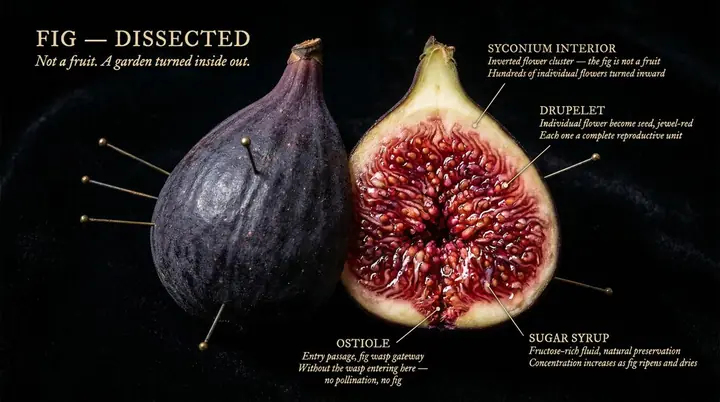 FIG — DISSECTED
Not a fruit. A garden turned inside out.
SYCONIUM INTERIOR
Inverted flower cluster — the fig is not a fruit
Hundreds of individual flowers turned inward
DRUPELET
Individual flower become seed, jewel-red
Each one a complete reproductive unit
OSTIOLE
Entry passage, fig wasp gateway
Without the wasp entering here —
no pollination, no fig
SUGAR SYRUP
Fructose-rich fluid, natural preservation
Concentration increases as fig ripens and dries